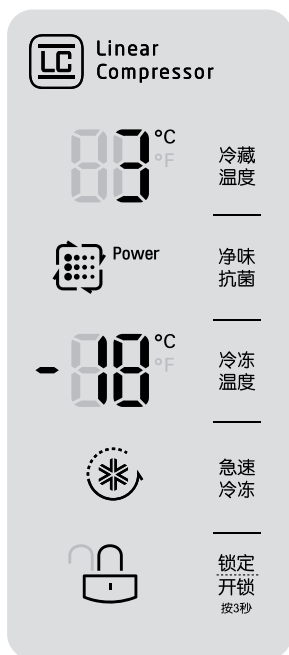 LC
Linear
Compressor
3 °C
°F
冷藏
温度
Power
净味
抗菌
-18 °C
°F
冷冻
温度
急速
冷冻
锁定
开锁
按3秒